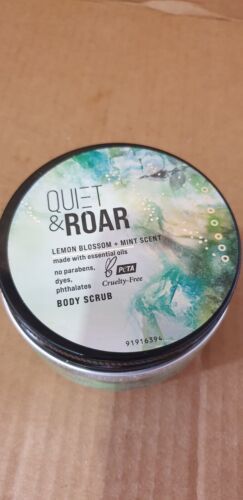 QUIET
&ROAR
LEMON BLOSSOM + MINT SCENT
made with essential oils
no parabens,
dyes,
phthalates
PeTA
Cruelty-Free
BODY SCRUB
91916394